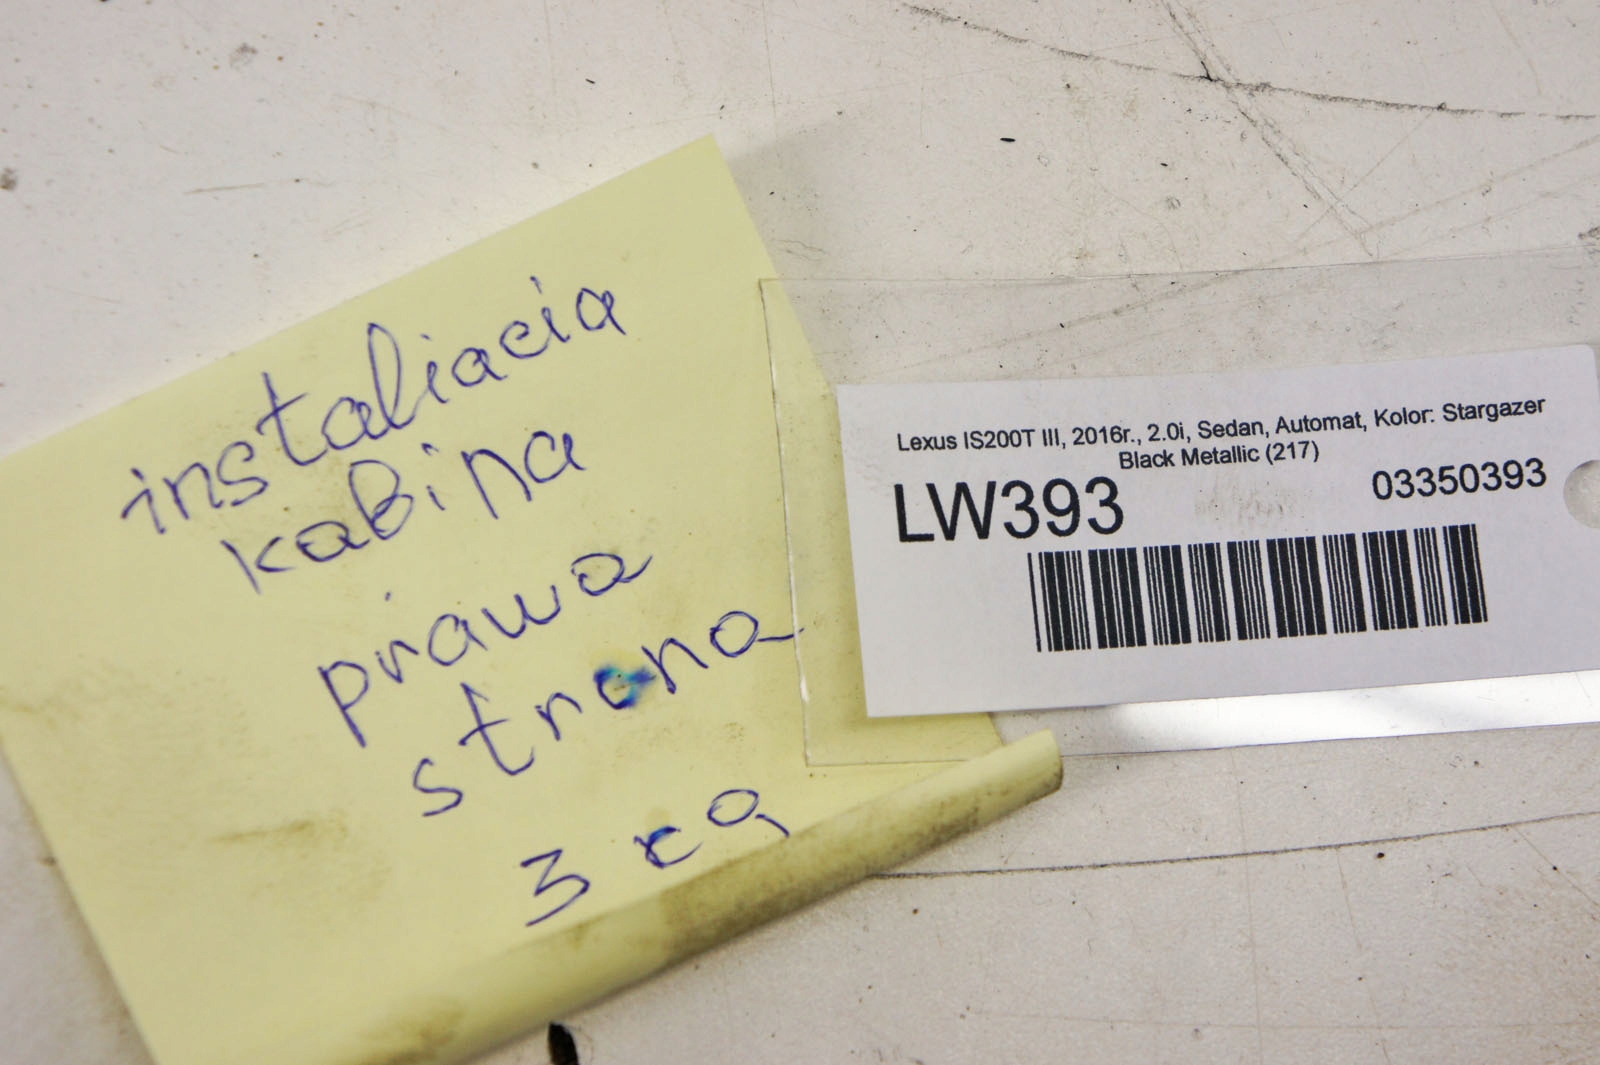 instaliacia
kabina
prawa
strona
3 cq
Lexus IS200T III, 2016r., 2.0i, Sedan, Automat, Kolor: Stargazer
Black Metallic (217)
LW393
03350393